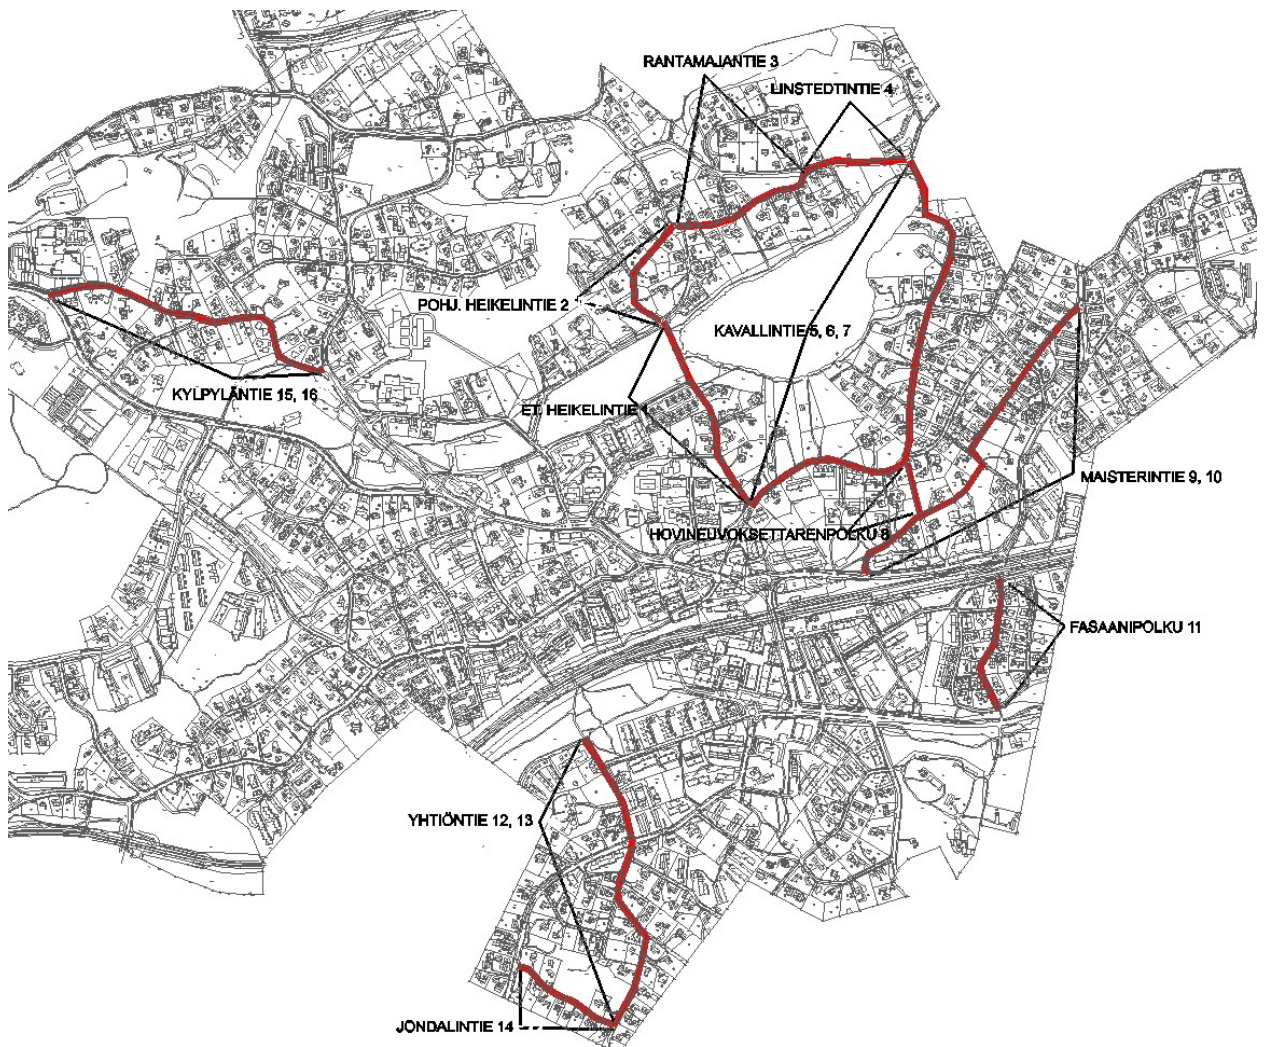 RANTAMAJANTIE 3
LINSTEDTINTIE 4
POHJ. HEIKELINTIE 2
KAVALLINTIE 5, 6, 7
KYLPYLÄNTIE 15, 16
ET. HEIKELINTIE 1
MAISTERINTIE 9, 10
HOVINEUVOKSETTARENPOLKU 8
FASAANIPOLKU 11
YHTIÖNTIE 12, 13
JONDALINTIE 14